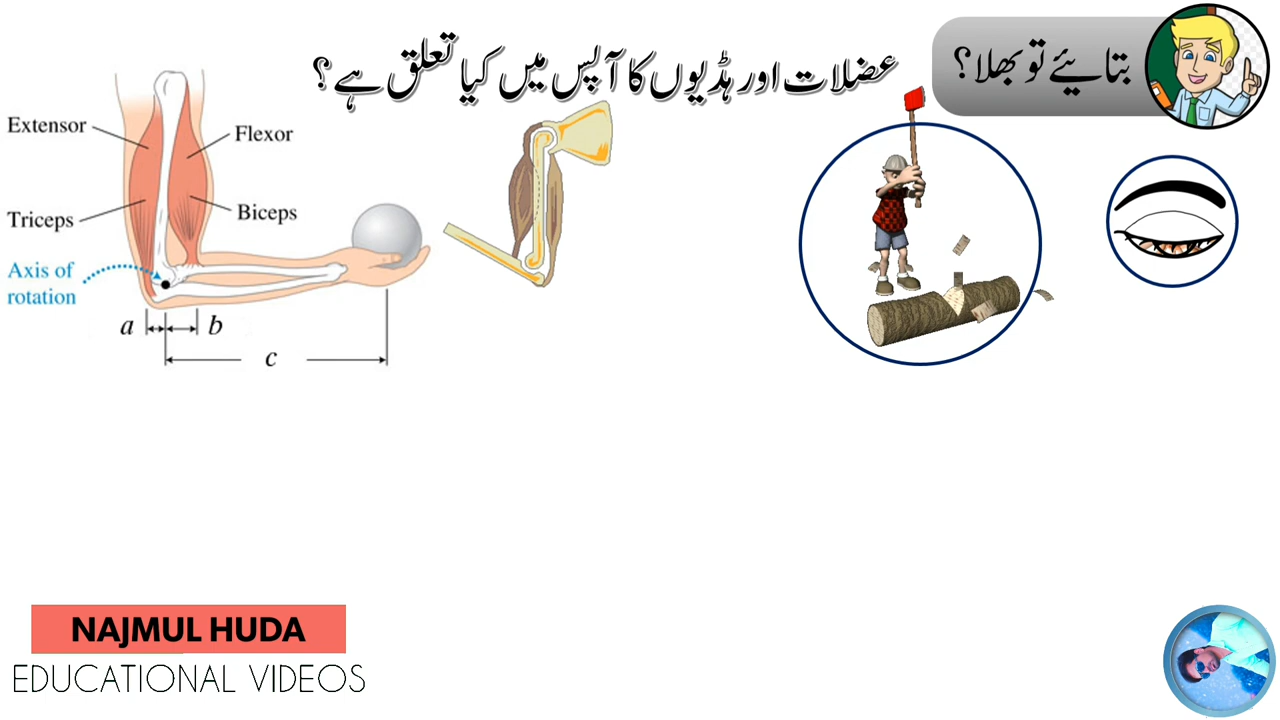 بتایئے تو بھلا؟
عضلات اور ہڈیوں کا آپس میں کیا تعلق ہے؟
Extensor
Flexor
Triceps
Biceps
Axis of
rotation
a
b
c
NAJMUL HUDA
EDUCATIONAL VIDEOS